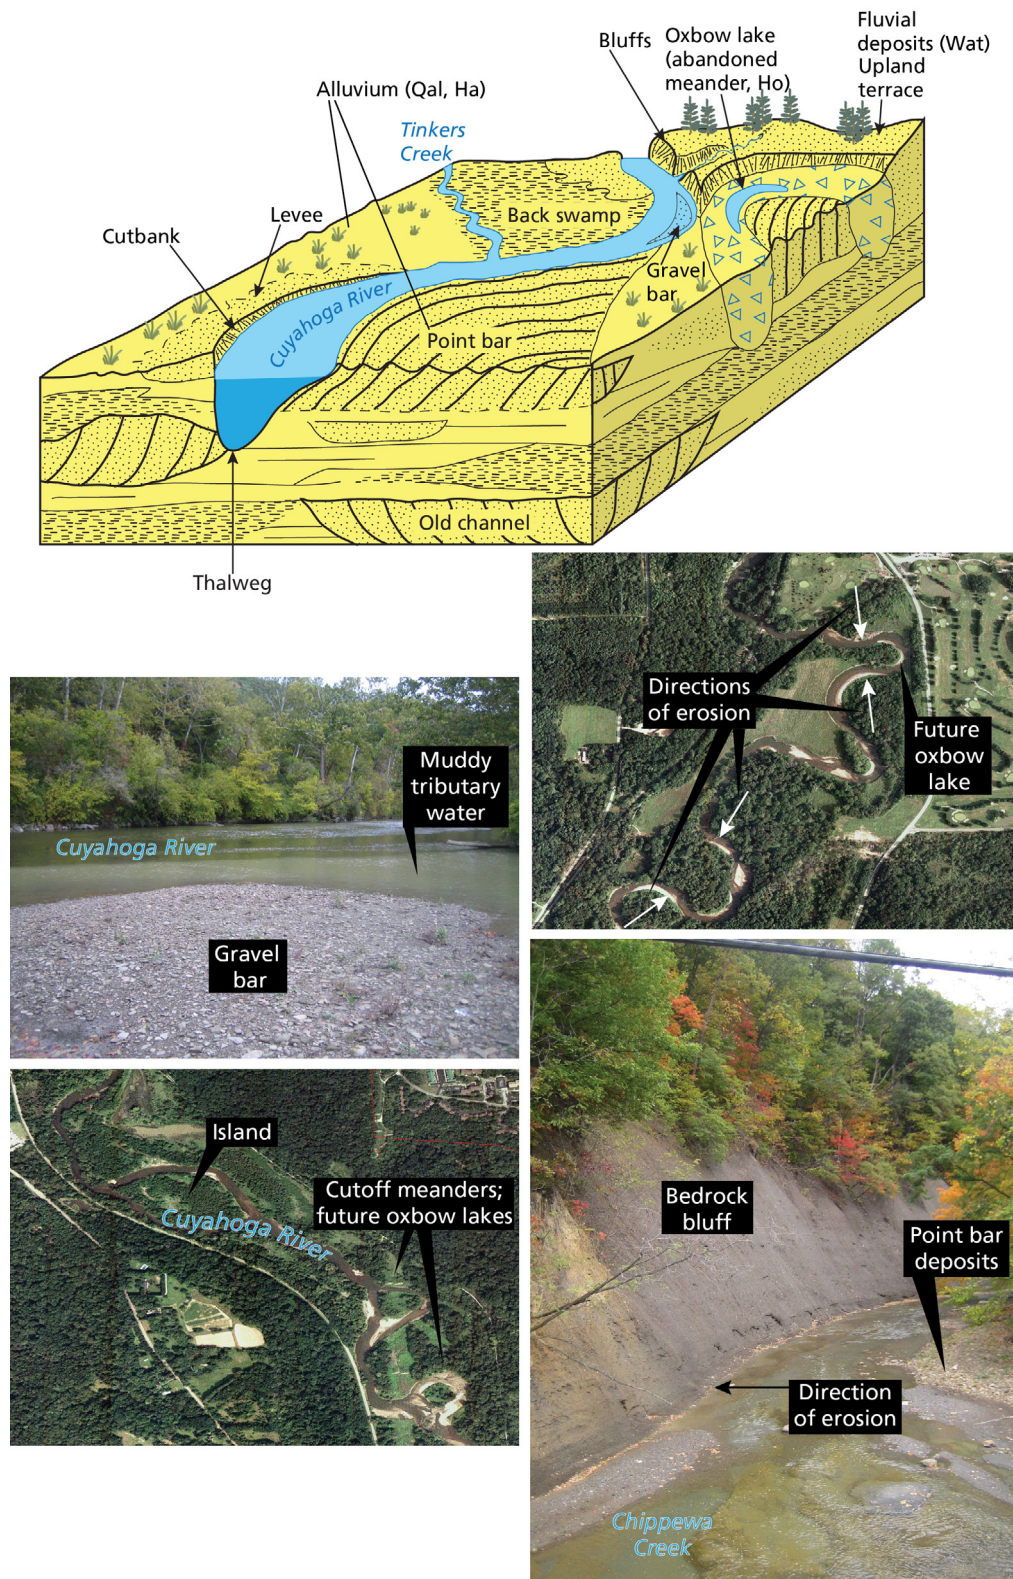 Fluvial
deposits (Wat)
Upland
terrace
Bluffs
Oxbow lake
(abandoned
meander, Ho)
Alluvium (Qal, Ha)
Tinkers
Creek
Levee
Back swamp
Cutbank
Gravel
bar
Cuyahoga River
Point bar
Old channel
Thalweg
Directions
of erosion
Future
oxbow
lake
Muddy
tributary
water
Cuyahoga River
Gravel
bar
Island
Cutoff meanders;
future oxbow lakes
Cuyahoga River
Bedrock
bluff
Point bar
deposits
Direction
of erosion
Chippewa
Creek